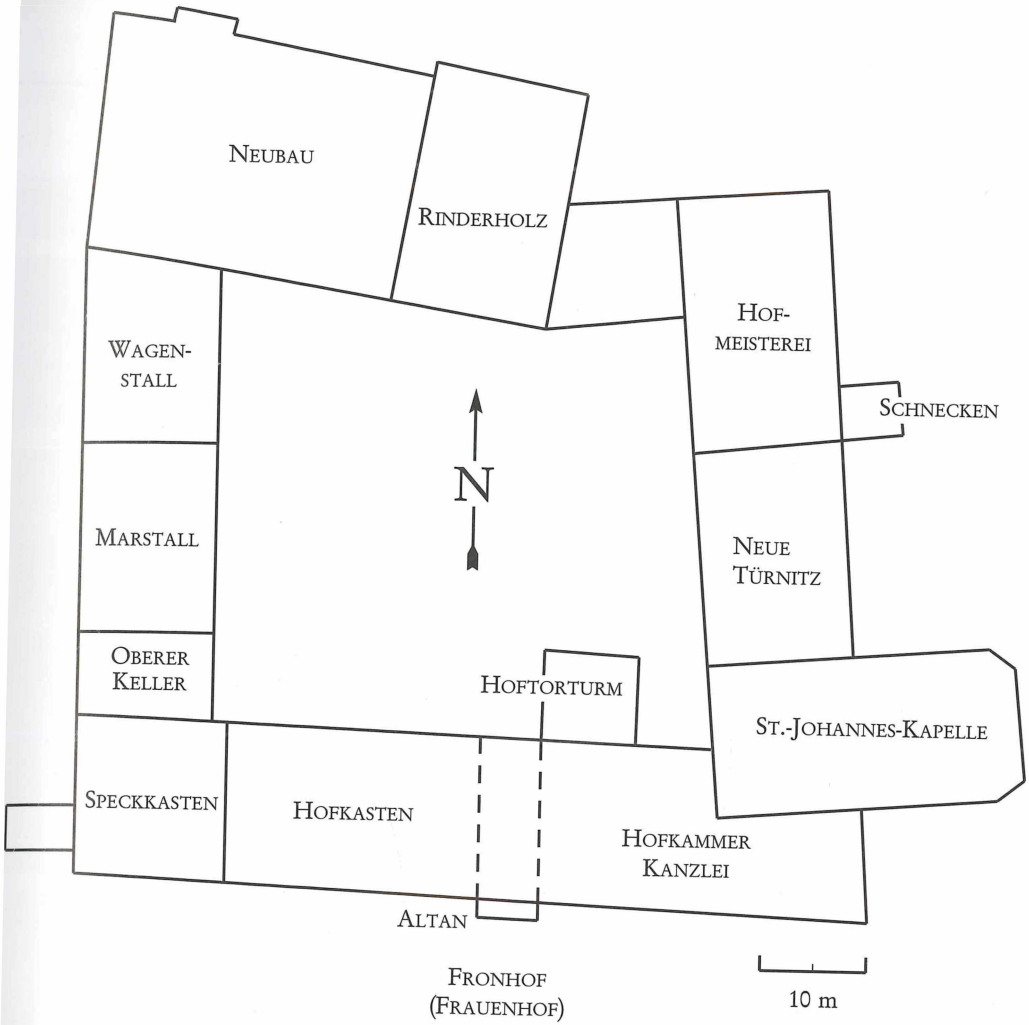 NEUBAU
RINDERHOLZ
HOF-
MEISTEREI
WAGEN-
STALL
SCHNECKEN
N
MARSTALL
NEUE
TÜRNITZ
OBERER
KELLER
HOFTORTURM
ST.-JOHANNES-KAPELLE
SPECKKASTEN
HOFKASTEN
HOFKAMMER
KANZLEI
ALTAN
FRONHOF
(FRAUENHOF)
10 m